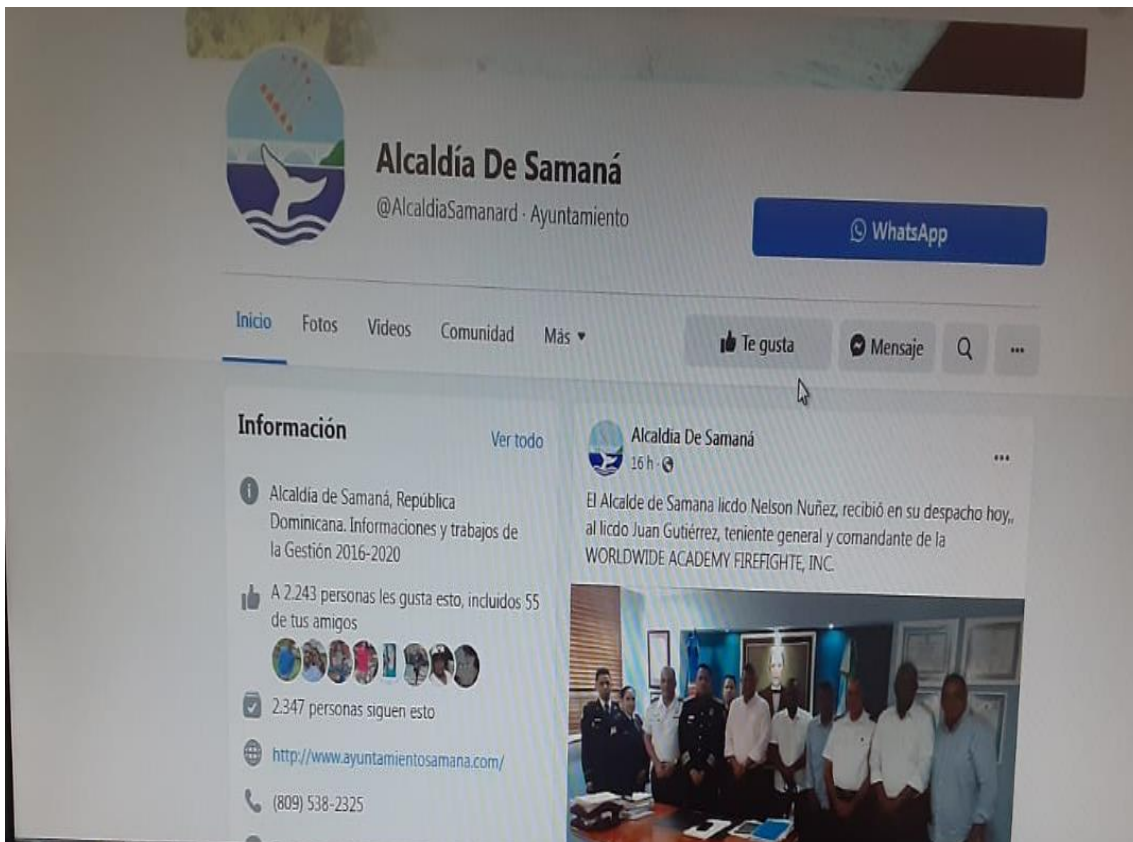 Alcaldía De Samaná
@AlcaldiaSamanard · Ayuntamiento
WhatsApp
Inicio Fotos Videos Comunidad Más
Te gusta Mensaje
Información Ver todo
Alcaldía de Samaná, República
Dominicana. Informaciones y trabajos de
la Gestión 2016-2020
A 2.243 personas les gusta esto, incluidos 55
de tus amigos
2.347 personas siguen esto
http://www.ayuntamientosamana.com/
(809) 538-2325
Alcaldía De Samaná
16 h ·
El Alcalde de Samana licdo Nelson Nuñez, recibió en su despacho hoy,,
al licdo Juan Gutiérrez, teniente general y comandante de la
WORLDWIDE ACADEMY FIREFIGHTE, INC.